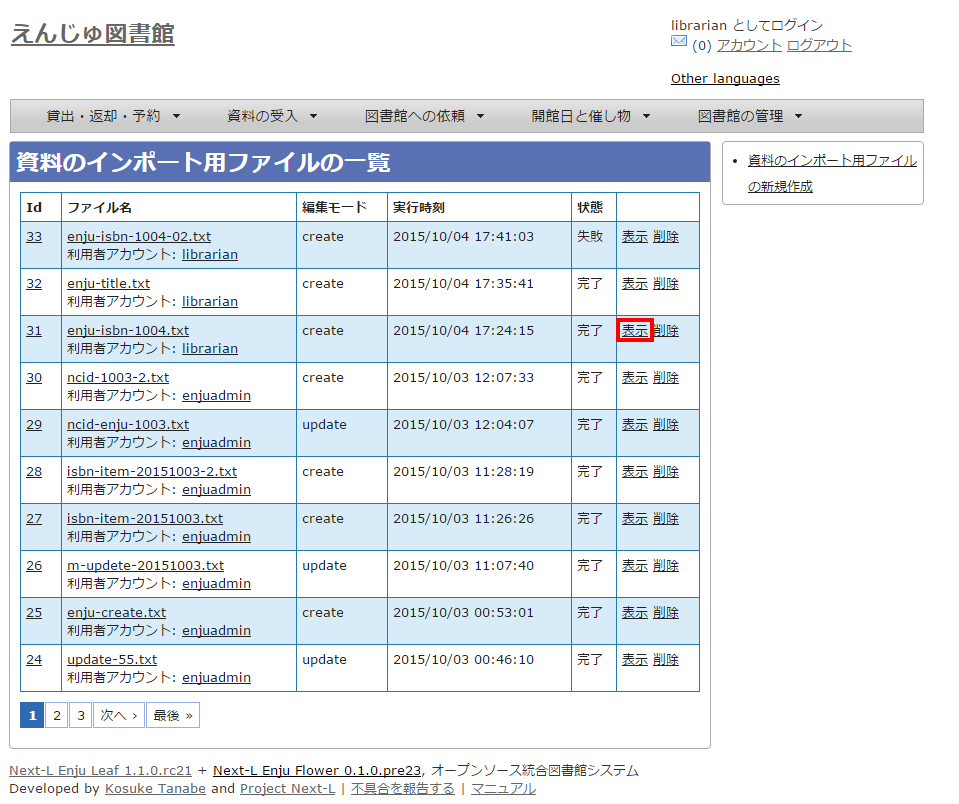 えんじゅ図書館
librarian としてログイン
(0) アカウント ログアウト
Other languages
貸出・返却・予約 ▼ 資料の受入 ▼ 図書館への依頼 ▼ 開館日と催し物 ▼ 図書館の管理 ▼
資料のインポート用ファイルの一覧
Id ファイル名 編集モード 実行時刻 状態
33 enju-isbn-1004-02.txt create 2015/10/04 17:41:03 失敗 表示 削除
利用者アカウント: librarian
32 enju-title.txt create 2015/10/04 17:35:41 完了 表示 削除
利用者アカウント: librarian
31 enju-isbn-1004.txt create 2015/10/04 17:24:15 完了 表示 削除
利用者アカウント: librarian
30 ncid-1003-2.txt create 2015/10/03 12:07:33 完了 表示 削除
利用者アカウント: enjuadmin
29 ncid-enju-1003.txt update 2015/10/03 12:04:07 完了 表示 削除
利用者アカウント: enjuadmin
28 isbn-item-20151003-2.txt create 2015/10/03 11:28:19 完了 表示 削除
利用者アカウント: enjuadmin
27 isbn-item-20151003.txt create 2015/10/03 11:26:26 完了 表示 削除
利用者アカウント: enjuadmin
26 m-updete-20151003.txt update 2015/10/03 11:07:40 完了 表示 削除
利用者アカウント: enjuadmin
25 enju-create.txt create 2015/10/03 00:53:01 完了 表示 削除
利用者アカウント: enjuadmin
24 update-55.txt update 2015/10/03 00:46:10 完了 表示 削除
利用者アカウント: enjuadmin
1 2 3 次へ › 最後 »
• 資料のインポート用ファイル
の新規作成
Next-L Enju Leaf 1.1.0.rc21 + Next-L Enju Flower 0.1.0.pre23, オープンソース統合図書館システム
Developed by Kosuke Tanabe and Project Next-L | 不具合を報告する | マニュアル